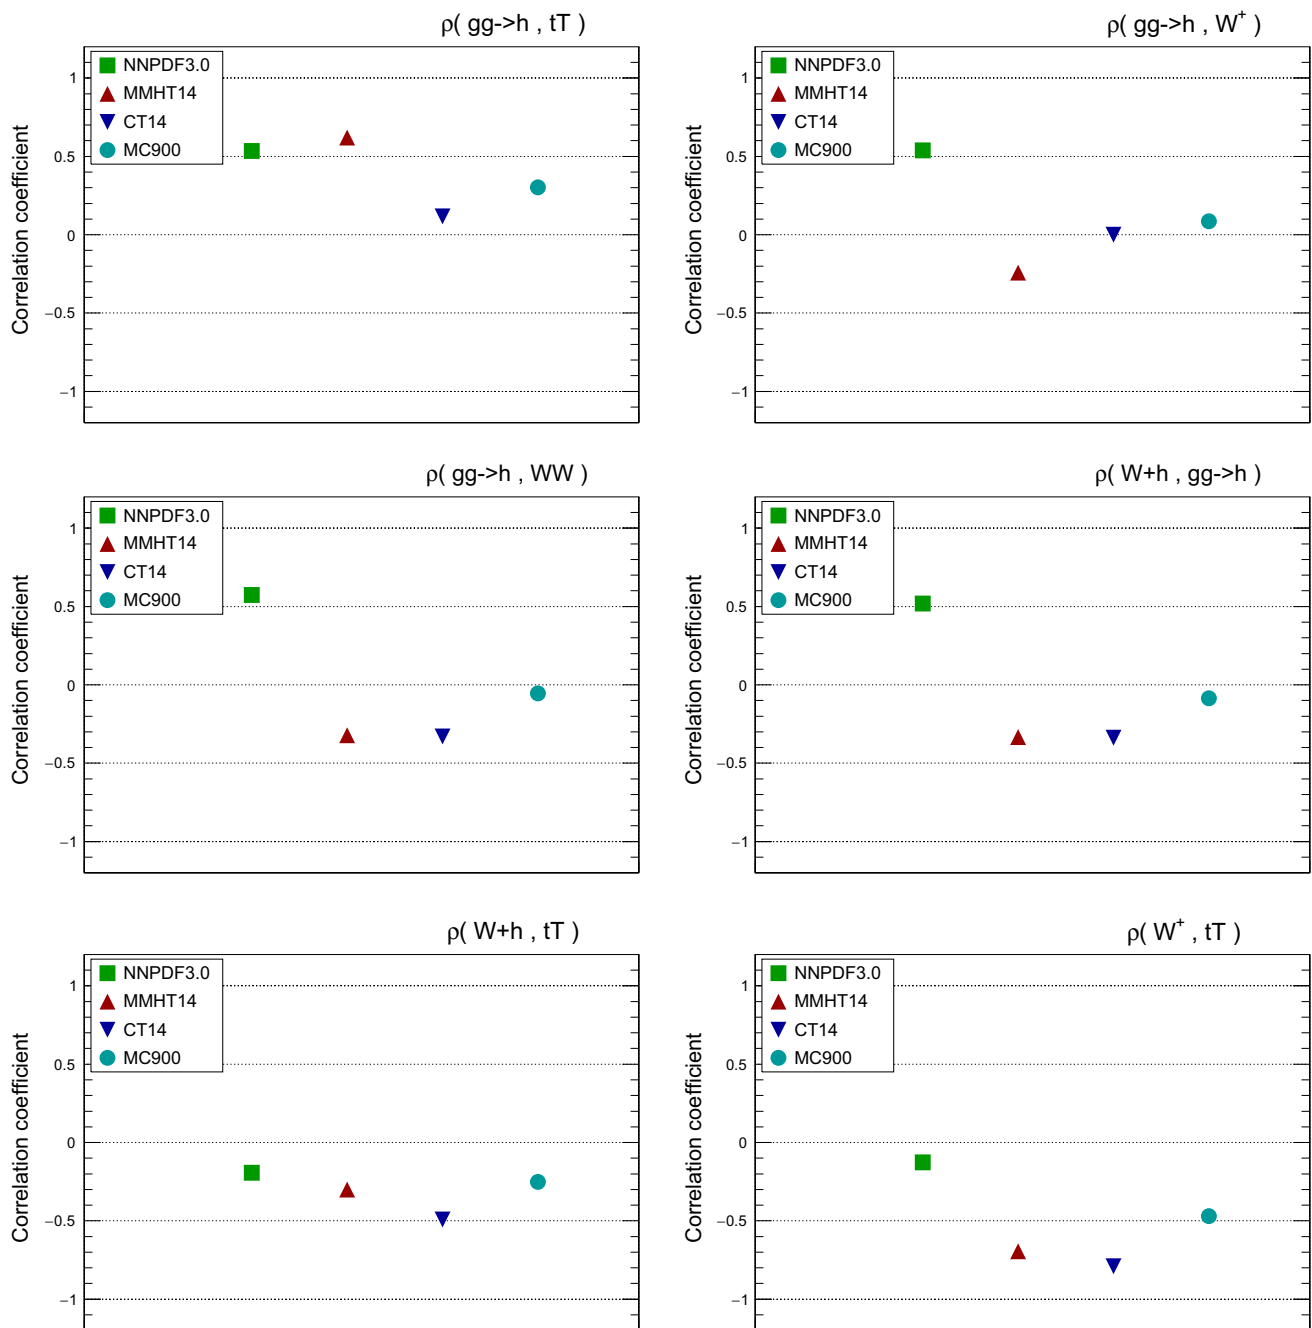 ρ( gg->h , tT )
Correlation coefficient
1
0.5
0
−0.5
−1
NNPDF3.0
MMHT14
CT14
MC900
ρ( gg->h , W+ )
Correlation coefficient
1
0.5
0
−0.5
−1
NNPDF3.0
MMHT14
CT14
MC900
ρ( gg->h , WW )
Correlation coefficient
1
0.5
0
−0.5
−1
NNPDF3.0
MMHT14
CT14
MC900
ρ( W+h , gg->h )
Correlation coefficient
1
0.5
0
−0.5
−1
NNPDF3.0
MMHT14
CT14
MC900
ρ( W+h , tT )
Correlation coefficient
1
0.5
0
−0.5
−1
NNPDF3.0
MMHT14
CT14
MC900
ρ( W+ , tT )
Correlation coefficient
1
0.5
0
−0.5
−1
NNPDF3.0
MMHT14
CT14
MC900